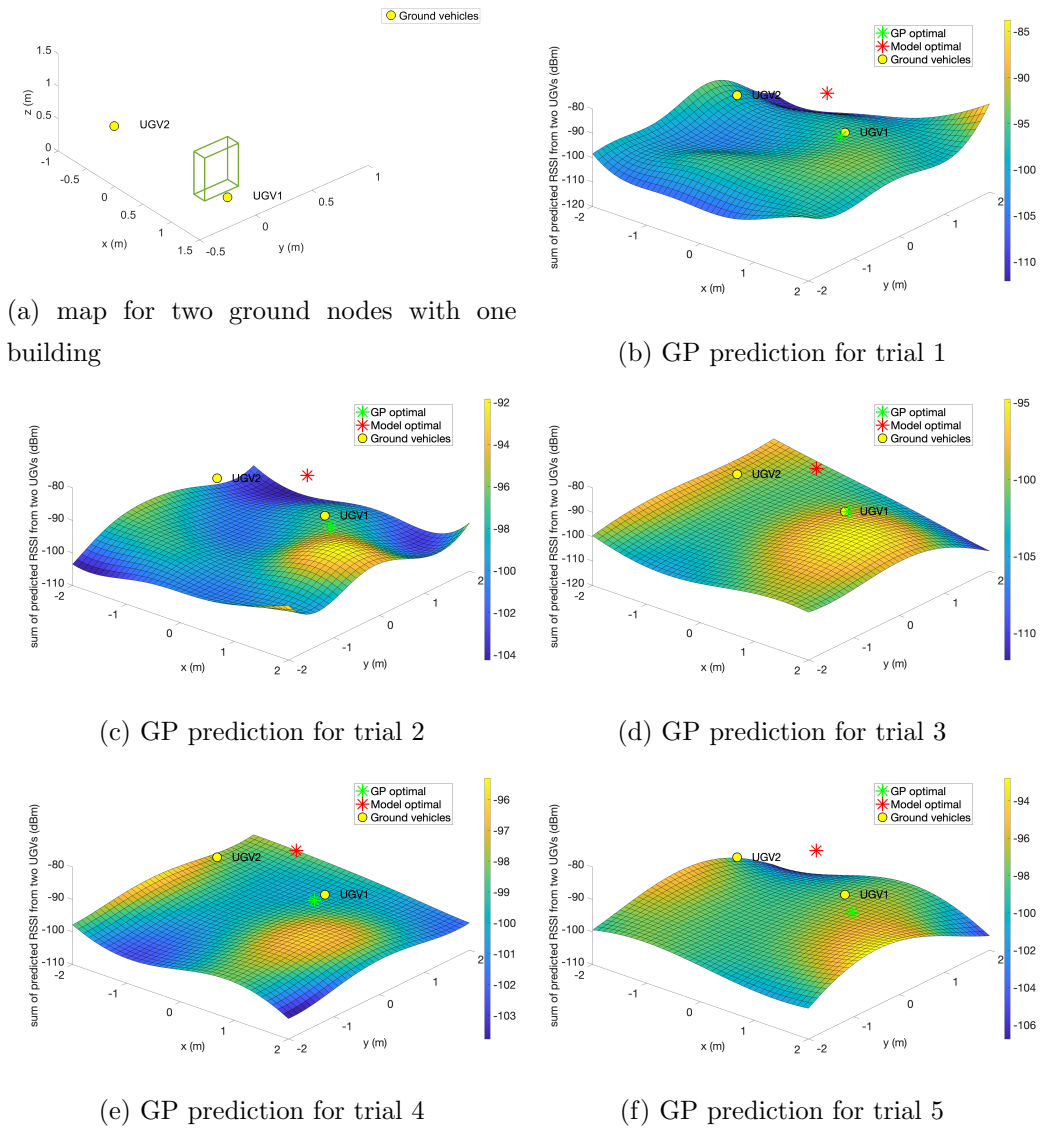 Ground vehicles
1.5
1
0.5
0
z (m)
UGV2
UGV1
-1
-0.5
0
0.5
1
1.5
x (m)
-0.5
0
0.5
1
y (m)
(a) map for two ground nodes with one
building
GP optimal
Model optimal
Ground vehicles
sum of predicted RSSI from two UGVs (dBm)
-80
-90
-100
-110
-120
UGV2
UGV1
-2
-1
0
1
2
x (m)
-2
-1
0
1
2
y (m)
-85
-90
-95
-100
-105
-110
(b) GP prediction for trial 1
GP optimal
Model optimal
Ground vehicles
sum of predicted RSSI from two UGVs (dBm)
-80
-90
-100
-110
UGV2
UGV1
-2
-1
0
1
2
x (m)
-2
-1
0
1
2
y (m)
-92
-94
-96
-98
-100
-102
-104
(c) GP prediction for trial 2
GP optimal
Model optimal
Ground vehicles
sum of predicted RSSI from two UGVs (dBm)
-80
-90
-100
-110
-120
UGV2
UGV1
-2
-1
0
1
2
x (m)
-2
-1
0
1
2
y (m)
-95
-100
-105
-110
(d) GP prediction for trial 3
GP optimal
Model optimal
Ground vehicles
sum of predicted RSSI from two UGVs (dBm)
-80
-90
-100
-110
UGV2
UGV1
-2
-1
0
1
2
x (m)
-2
-1
0
1
2
y (m)
-96
-97
-98
-99
-100
-101
-102
-103
(e) GP prediction for trial 4
GP optimal
Model optimal
Ground vehicles
sum of predicted RSSI from two UGVs (dBm)
-80
-90
-100
-110
UGV2
UGV1
-2
-1
0
1
2
x (m)
-2
-1
0
1
2
y (m)
-94
-96
-98
-100
-102
-104
-106
(f) GP prediction for trial 5